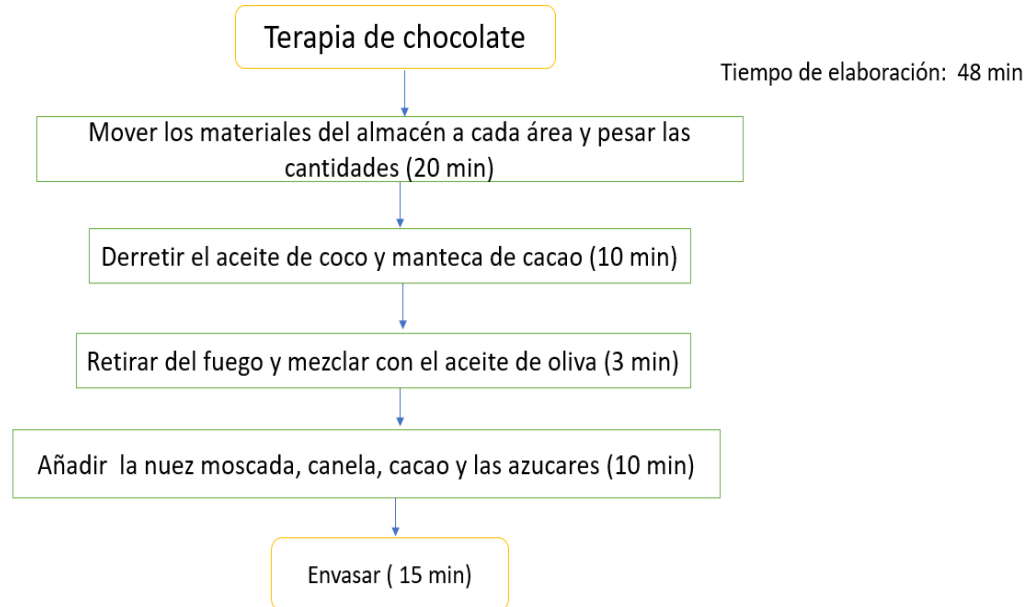 Terapia de chocolate
Tiempo de elaboración: 48 min
Mover los materiales del almacén a cada área y pesar las
cantidades (20 min)
Derretir el aceite de coco y manteca de cacao (10 min)
Retirar del fuego y mezclar con el aceite de oliva (3 min)
Añadir la nuez moscada, canela, cacao y las azucares (10 min)
Envasar ( 15 min)